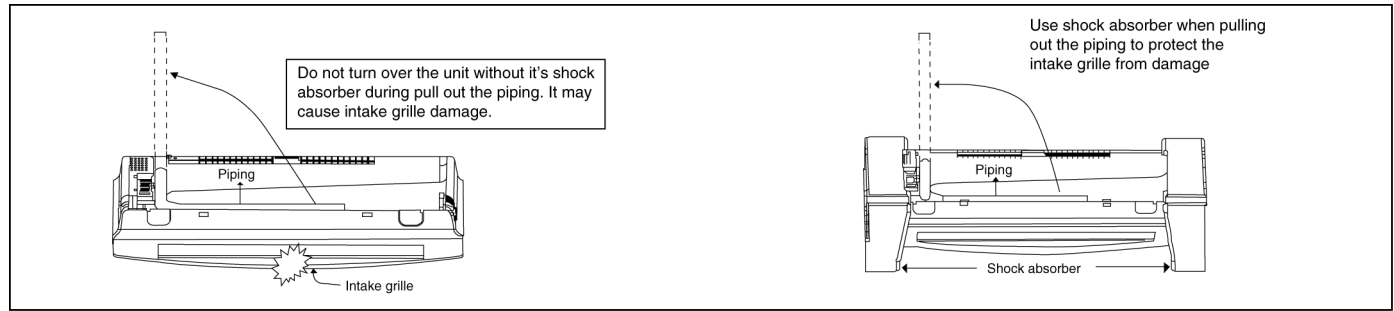 Do not turn over the unit without it's shock
absorber during pull out the piping. It may
cause intake grille damage.
Piping
Intake grille
Use shock absorber when pulling
out the piping to protect the
intake grille from damage
Piping
Shock absorber